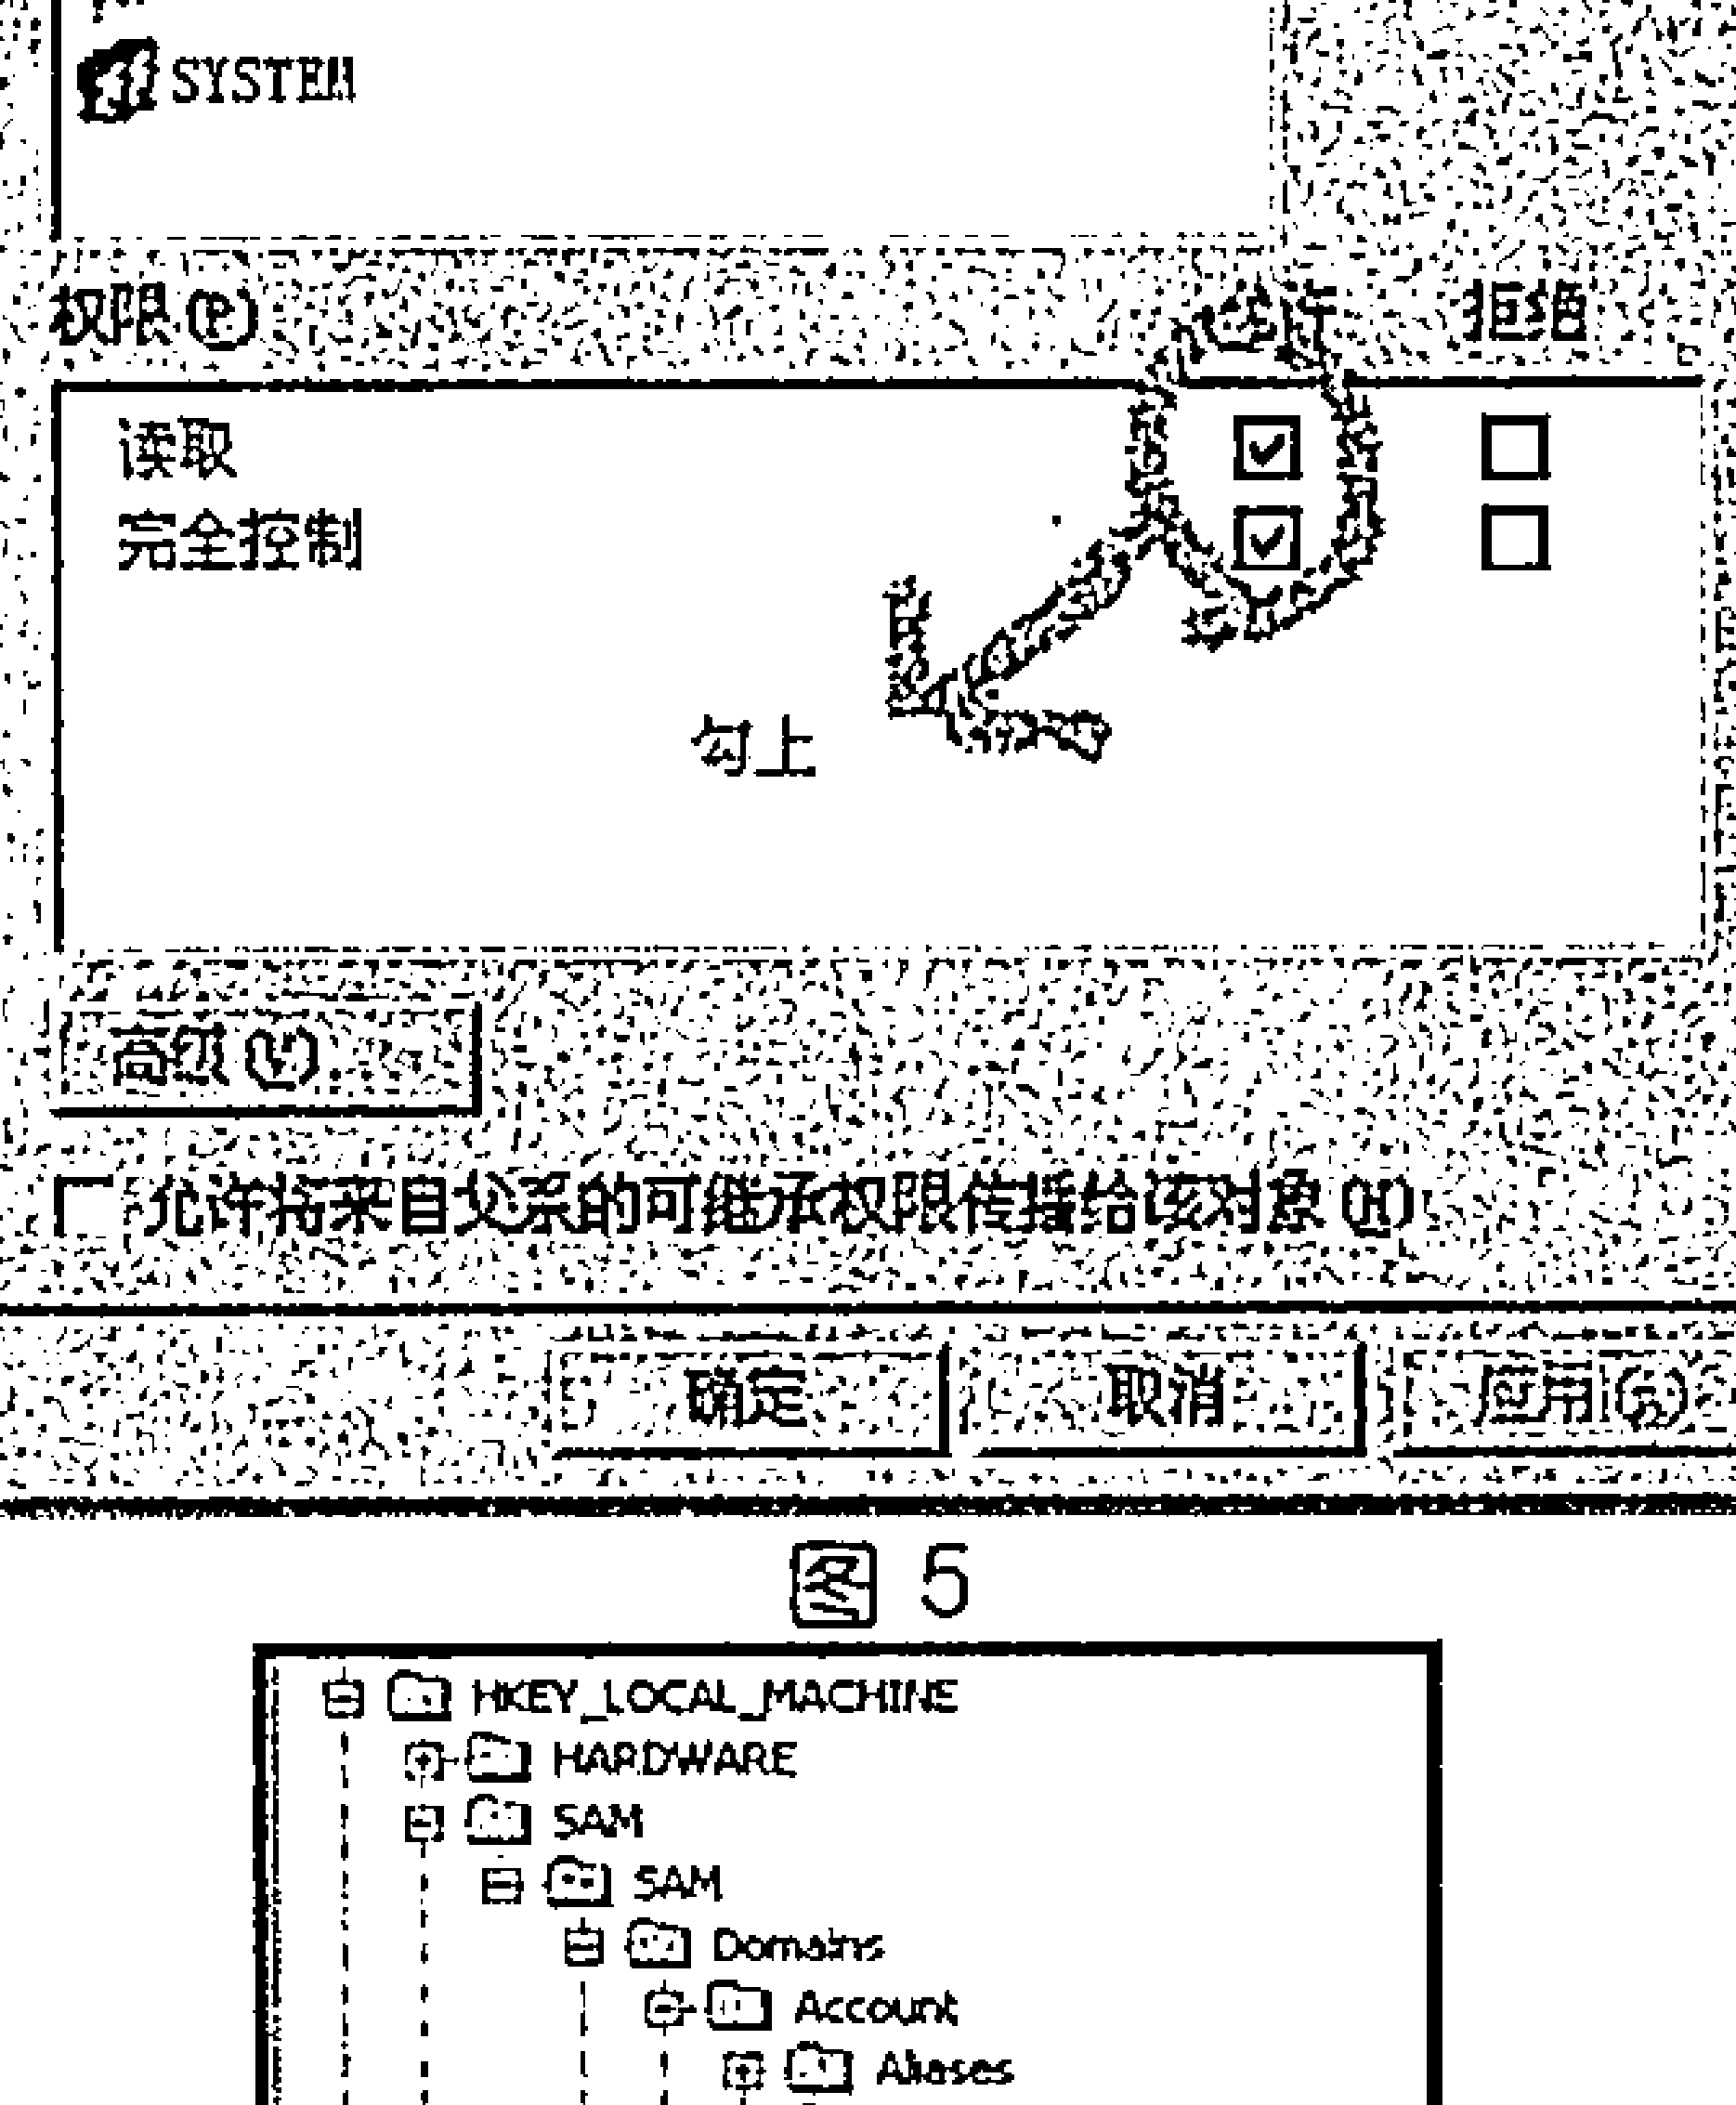 SYSTEM
权限(P) 允许 拒绝
读取
完全控制
勾上
高级(V)...
允许将来自父系的可继承权限传播给该对象(H)
确定 取消 应用(A)
图 5
HKEY_LOCAL_MACHINE
HARDWARE
SAM
SAM
Domains
Account
Aliases